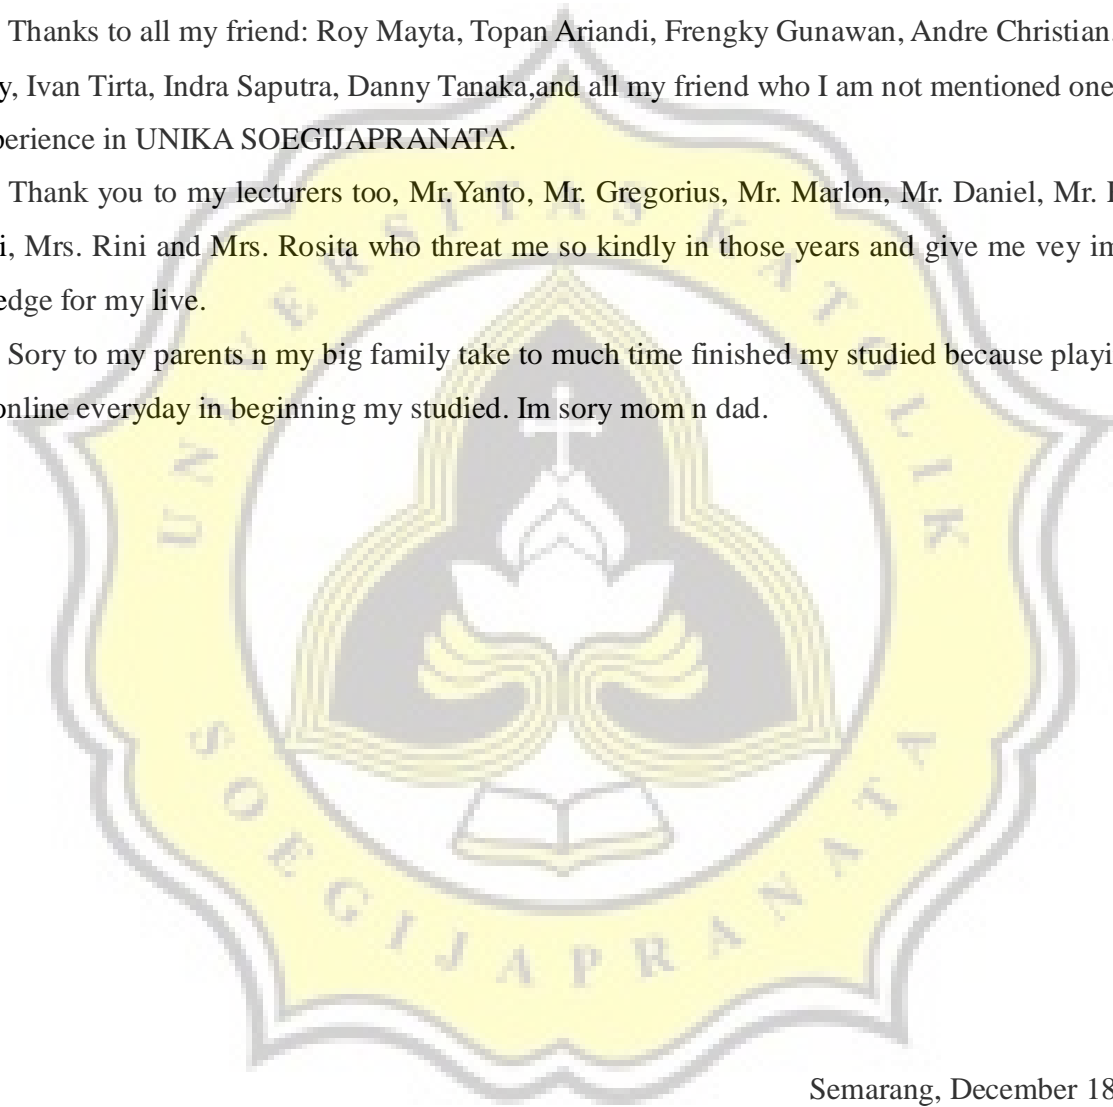 Thanks to all my friend: Roy Mayta, Topan Ariandi, Frengky Gunawan, Andre Christian
y, Ivan Tirta, Indra Saputra, Danny Tanaka,and all my friend who I am not mentioned one
perience in UNIKA SOEGIJAPRANATA.
Thank you to my lecturers too, Mr.Yanto, Mr. Gregorius, Mr. Marlon, Mr. Daniel, Mr.
i, Mrs. Rini and Mrs. Rosita who threat me so kindly in those years and give me vey im
edge for my live.
Sory to my parents n my big family take to much time finished my studied because playi
online everyday in beginning my studied. Im sory mom n dad.
UNIVERSITAS KATOLIK
SOEGIJAPRANATA
Semarang, December 18